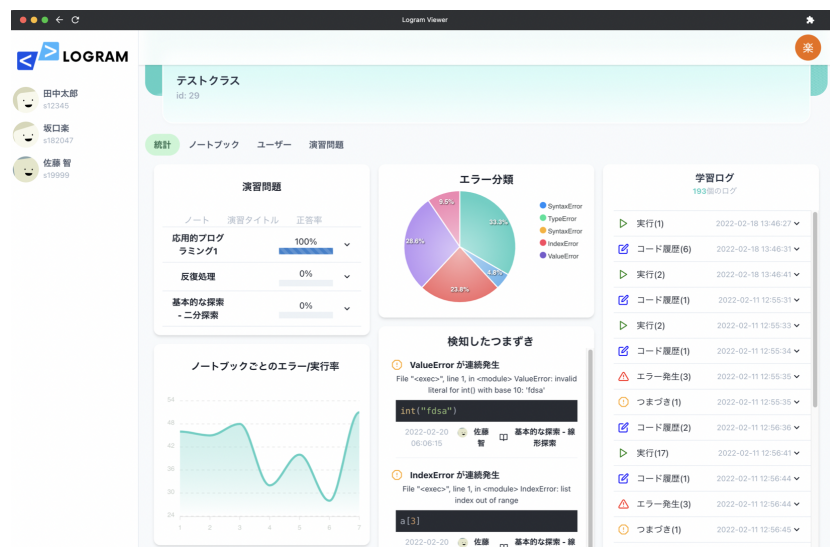 Logram Viewer
LOGRAM
楽
田中太郎
s12345
坂口楽
s182047
佐藤 智
s19999
テストクラス
id: 29
統計 ノートブック ユーザー 演習問題
演習問題
ノート 演習タイトル 正答率
応用的プログ
ラミング1
100%
反復処理 0%
基本的な探索
- 二分探索
0%
ノートブックごとのエラー/実行率
54
48
42
36
30
24
1 2 3 4 5 6 7
エラー分類
9.5%
33.3%
28.6%
4.8%
23.8%
SyntaxError
TypeError
SyntaxError
IndexError
ValueError
検知したつまずき
ValueError が連続発生
File "<exec>", line 1, in <module> ValueError: invalid
literal for int() with base 10: 'fdsa'
int("fdsa")
2022-02-20
06:06:15
佐藤
智
基本的な探索 - 線
形探索
IndexError が連続発生
File "<exec>", line 1, in <module> IndexError: list
index out of range
a[3]
2022-02-20 佐藤 基本的な探索 - 線
学習ログ
193個のログ
実行(1) 2022-02-18 13:46:27
コード履歴(6) 2022-02-18 13:46:31
実行(2) 2022-02-18 13:46:41
コード履歴(1) 2022-02-11 12:55:31
実行(2) 2022-02-11 12:55:33
コード履歴(1) 2022-02-11 12:55:34
エラー発生(3) 2022-02-11 12:55:35
つまづき(1) 2022-02-11 12:55:35
コード履歴(2) 2022-02-11 12:56:36
実行(17) 2022-02-11 12:56:41
コード履歴(1) 2022-02-11 12:56:44
エラー発生(3) 2022-02-11 12:56:44
つまづき(1) 2022-02-11 12:56:45